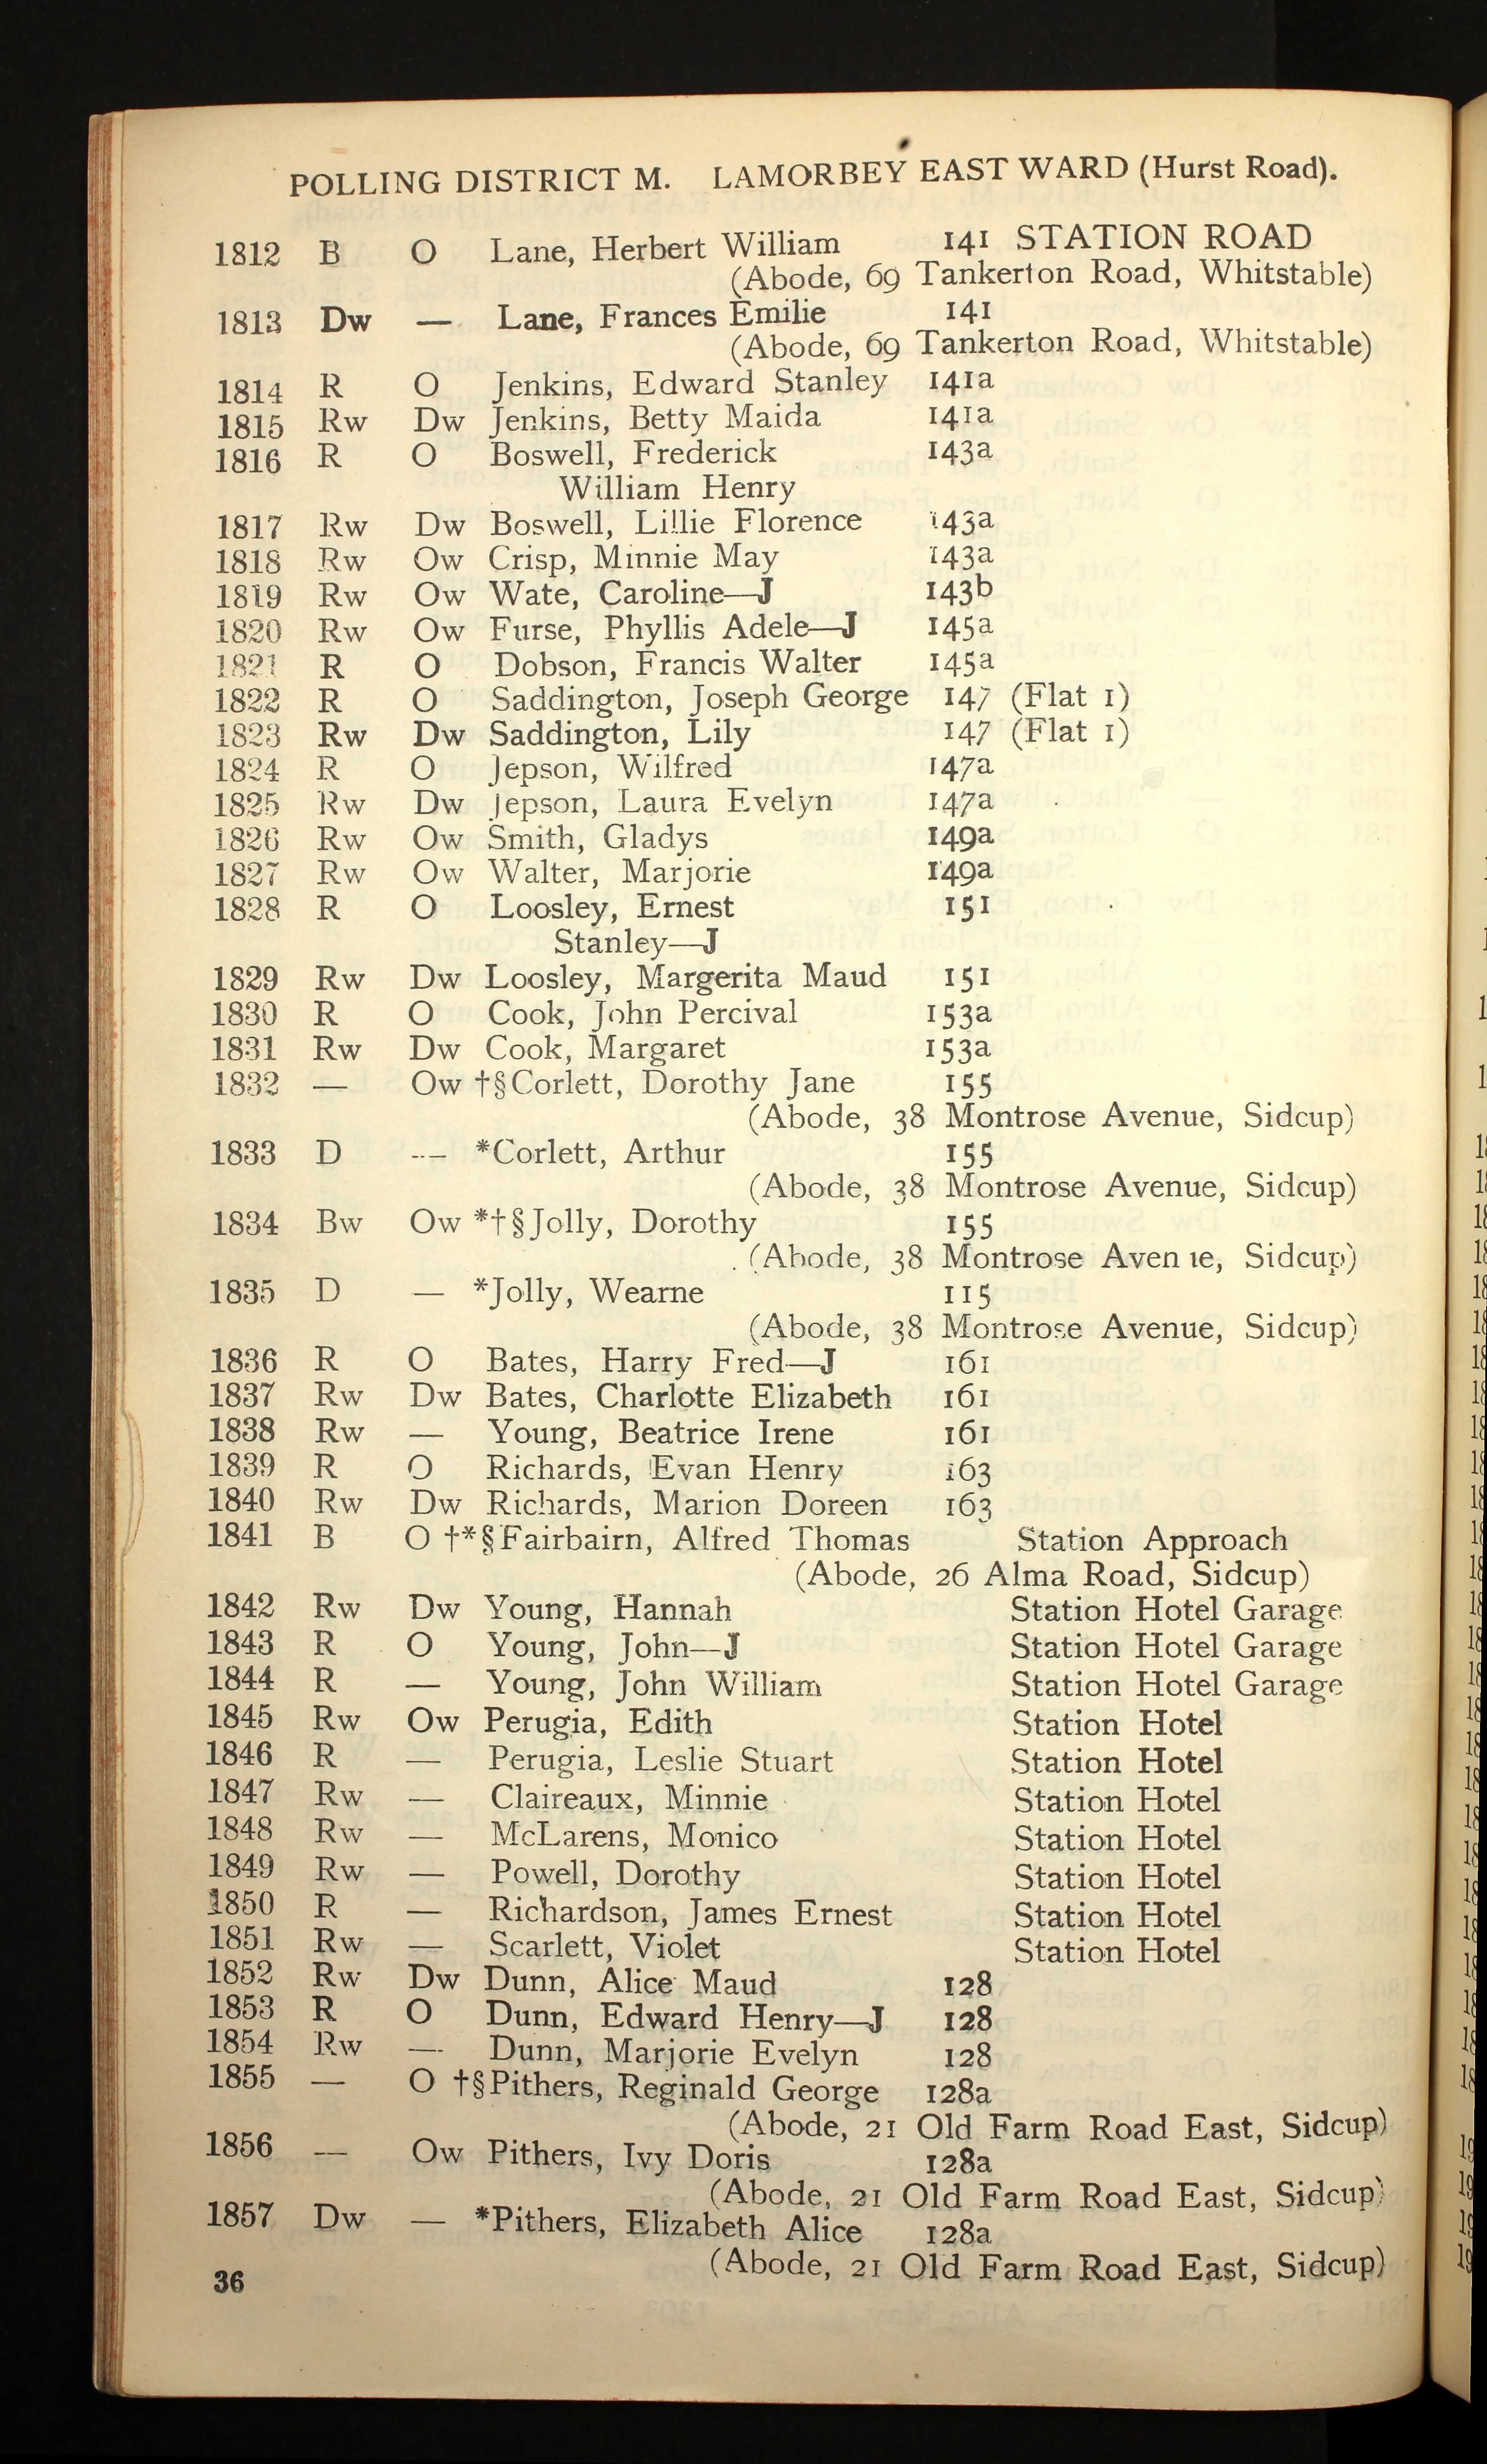 POLLING DISTRICT M. LAMORBEY EAST WARD (Hurst Road).
1812 B O Lane, Herbert William 141 STATION ROAD
(Abode, 69 Tankerton Road, Whitstable)
1813 Dw — Lane, Frances Emilie 141
(Abode, 69 Tankerton Road, Whitstable)
1814 R O Jenkins, Edward Stanley 141a
1815 Rw Dw Jenkins, Betty Maida 141a
1816 R O Boswell, Frederick 143a
William Henry
1817 Rw Dw Boswell, Lillie Florence 143a
1818 Rw Ow Crisp, Minnie May 143a
1819 Rw Ow Wate, Caroline—J 143b
1820 Rw Ow Furse, Phyllis Adele—J 145a
1821 R O Dobson, Francis Walter 145a
1822 R O Saddington, Joseph George 147 (Flat 1)
1823 Rw Dw Saddington, Lily 147 (Flat 1)
1824 R O Jepson, Wilfred 147a
1825 Rw Dw Jepson, Laura Evelyn 147a
1826 Rw Ow Smith, Gladys 149a
1827 Rw Ow Walter, Marjorie 149a
1828 R O Loosley, Ernest 151
Stanley—J
1829 Rw Dw Loosley, Margerita Maud 151
1830 R O Cook, John Percival 153a
1831 Rw Dw Cook, Margaret 153a
1832 — Ow †§Corlett, Dorothy Jane 155
(Abode, 38 Montrose Avenue, Sidcup)
1833 D — *Corlett, Arthur 155
(Abode, 38 Montrose Avenue, Sidcup)
1834 Bw Ow *†§Jolly, Dorothy 155
(Abode, 38 Montrose Avenue, Sidcup)
1835 D — *Jolly, Wearne 115
(Abode, 38 Montrose Avenue, Sidcup)
1836 R O Bates, Harry Fred—J 161
1837 Rw Dw Bates, Charlotte Elizabeth 161
1838 Rw — Young, Beatrice Irene 161
1839 R O Richards, Evan Henry 163
1840 Rw Dw Richards, Marion Doreen 163
1841 B O †*§Fairbairn, Alfred Thomas Station Approach
(Abode, 26 Alma Road, Sidcup)
1842 Rw Dw Young, Hannah Station Hotel Garage
1843 R O Young, John—J Station Hotel Garage
1844 R — Young, John William Station Hotel Garage
1845 Rw Ow Perugia, Edith Station Hotel
1846 R — Perugia, Leslie Stuart Station Hotel
1847 Rw — Claireaux, Minnie Station Hotel
1848 Rw — McLarens, Monico Station Hotel
1849 Rw — Powell, Dorothy Station Hotel
1850 R — Richardson, James Ernest Station Hotel
1851 Rw — Scarlett, Violet Station Hotel
1852 Rw Dw Dunn, Alice Maud 128
1853 R O Dunn, Edward Henry—J 128
1854 Rw — Dunn, Marjorie Evelyn 128
1855 — O †§Pithers, Reginald George 128a
(Abode, 21 Old Farm Road East, Sidcup)
1856 — Ow Pithers, Ivy Doris 128a
(Abode, 21 Old Farm Road East, Sidcup)
1857 Dw — *Pithers, Elizabeth Alice 128a
(Abode, 21 Old Farm Road East, Sidcup)
36